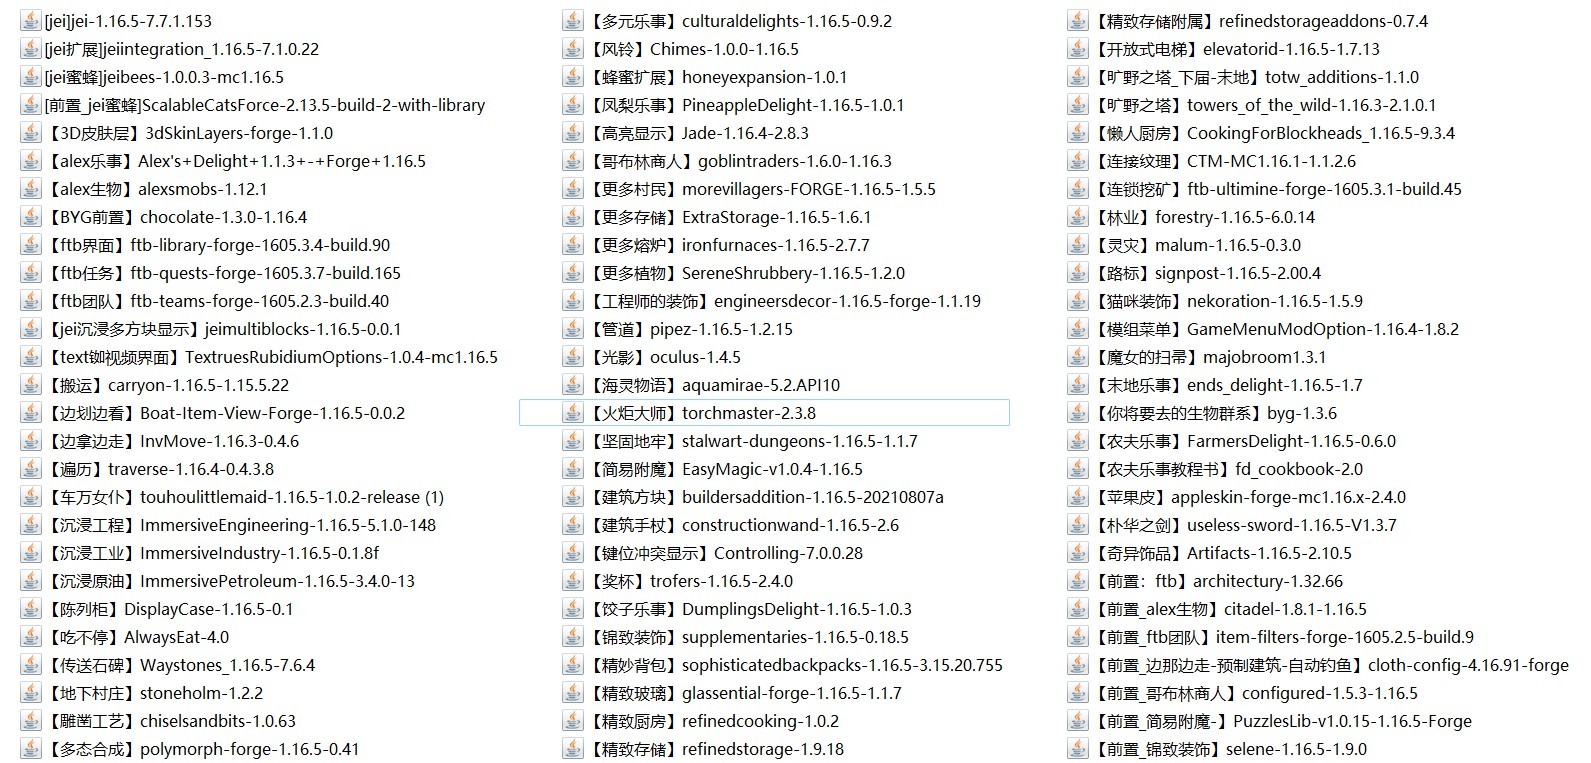 [jei]jei-1.16.5-7.7.1.153
[jei扩展]jeiintegration_1.16.5-7.1.0.22
[jei蜜蜂]jeibees-1.0.0.3-mc1.16.5
[前置_jei蜜蜂]ScalableCatsForce-2.13.5-build-2-with-library
【3D皮肤层】3dSkinLayers-forge-1.1.0
【alex乐事】Alex's+Delight+1.1.3+-+Forge+1.16.5
【alex生物】alexsmobs-1.12.1
【BYG前置】chocolate-1.3.0-1.16.4
【ftb界面】ftb-library-forge-1605.3.4-build.90
【ftb任务】ftb-quests-forge-1605.3.7-build.165
【ftb团队】ftb-teams-forge-1605.2.3-build.40
【jei沉浸多方块显示】jeimultiblocks-1.16.5-0.0.1
【text铷视频界面】TextruesRubidiumOptions-1.0.4-mc1.16.5
【搬运】carryon-1.16.5-1.15.5.22
【边划边看】Boat-Item-View-Forge-1.16.5-0.0.2
【边拿边走】InvMove-1.16.3-0.4.6
【遍历】traverse-1.16.4-0.4.3.8
【车万女仆】touhoulittlemaid-1.16.5-1.0.2-release (1)
【沉浸工程】ImmersiveEngineering-1.16.5-5.1.0-148
【沉浸工业】ImmersiveIndustry-1.16.5-0.1.8f
【沉浸原油】ImmersivePetroleum-1.16.5-3.4.0-13
【陈列柜】DisplayCase-1.16.5-0.1
【吃不停】AlwaysEat-4.0
【传送石碑】Waystones_1.16.5-7.6.4
【地下村庄】stoneholm-1.2.2
【雕凿工艺】chiselsandbits-1.0.63
【多态合成】polymorph-forge-1.16.5-0.41
【多元乐事】culturaldelights-1.16.5-0.9.2
【风铃】Chimes-1.0.0-1.16.5
【蜂蜜扩展】honeyexpansion-1.0.1
【凤梨乐事】PineappleDelight-1.16.5-1.0.1
【高亮显示】Jade-1.16.4-2.8.3
【哥布林商人】goblintraders-1.6.0-1.16.3
【更多村民】morevillagers-FORGE-1.16.5-1.5.5
【更多存储】ExtraStorage-1.16.5-1.6.1
【更多熔炉】ironfurnaces-1.16.5-2.7.7
【更多植物】SereneShrubbery-1.16.5-1.2.0
【工程师的装饰】engineersdecor-1.16.5-forge-1.1.19
【管道】pipez-1.16.5-1.2.15
【光影】oculus-1.4.5
【海灵物语】aquamirae-5.2.API10
【火炬大师】torchmaster-2.3.8
【坚固地牢】stalwart-dungeons-1.16.5-1.1.7
【简易附魔】EasyMagic-v1.0.4-1.16.5
【建筑方块】buildersaddition-1.16.5-20210807a
【建筑手杖】constructionwand-1.16.5-2.6
【键位冲突显示】Controlling-7.0.0.28
【奖杯】trofers-1.16.5-2.4.0
【饺子乐事】DumplingsDelight-1.16.5-1.0.3
【锦致装饰】supplementaries-1.16.5-0.18.5
【精妙背包】sophisticatedbackpacks-1.16.5-3.15.20.755
【精致玻璃】glassential-forge-1.16.5-1.1.7
【精致厨房】refinedcooking-1.0.2
【精致存储】refinedstorage-1.9.18
【精致存储附属】refinedstorageaddons-0.7.4
【开放式电梯】elevatorid-1.16.5-1.7.13
【旷野之塔_下届-末地】totw_additions-1.1.0
【旷野之塔】towers_of_the_wild-1.16.3-2.1.0.1
【懒人厨房】CookingForBlockheads_1.16.5-9.3.4
【连接纹理】CTM-MC1.16.1-1.1.2.6
【连锁挖矿】ftb-ultimine-forge-1605.3.1-build.45
【林业】forestry-1.16.5-6.0.14
【灵灾】malum-1.16.5-0.3.0
【路标】signpost-1.16.5-2.00.4
【猫咪装饰】nekoration-1.16.5-1.5.9
【模组菜单】GameMenuModOption-1.16.4-1.8.2
【魔女的扫帚】majobroom1.3.1
【末地乐事】ends_delight-1.16.5-1.7
【你将要去的生物群系】byg-1.3.6
【农夫乐事】FarmersDelight-1.16.5-0.6.0
【农夫乐事教程书】fd_cookbook-2.0
【苹果皮】appleskin-forge-mc1.16.x-2.4.0
【朴华之剑】useless-sword-1.16.5-V1.3.7
【奇异饰品】Artifacts-1.16.5-2.10.5
【前置：ftb】architectury-1.32.66
【前置_alex生物】citadel-1.8.1-1.16.5
【前置_ftb团队】item-filters-forge-1605.2.5-build.9
【前置_边那边走-预制建筑-自动钓鱼】cloth-config-4.16.91-forge
【前置_哥布林商人】configured-1.5.3-1.16.5
【前置_简易附魔-】PuzzlesLib-v1.0.15-1.16.5-Forge
【前置_锦致装饰】selene-1.16.5-1.9.0